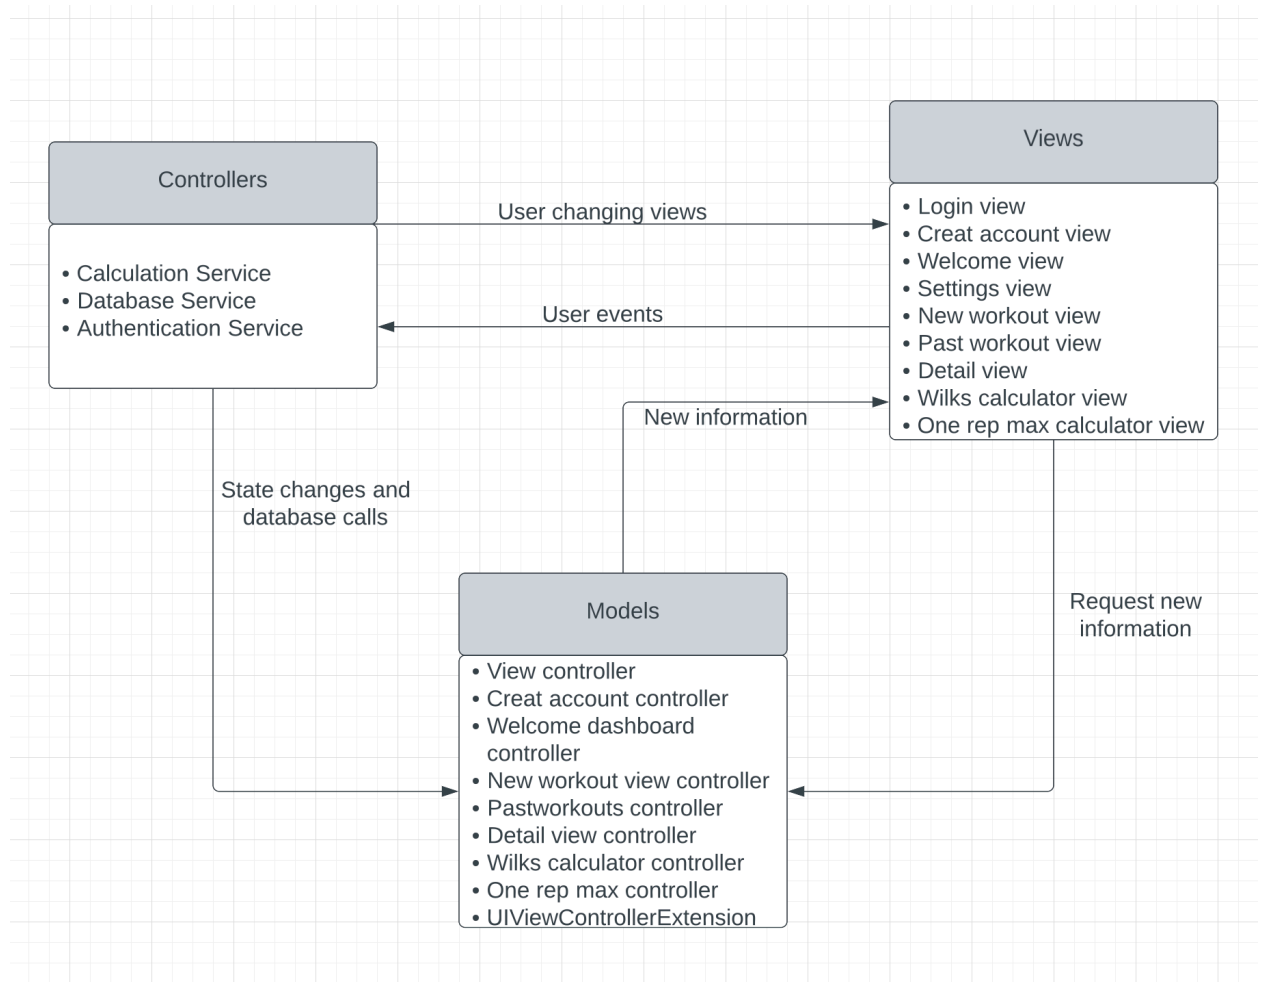 Controllers
• Calculation Service
• Database Service
• Authentication Service
User changing views
User events
Views
• Login view
• Creat account view
• Welcome view
• Settings view
• New workout view
• Past workout view
• Detail view
• Wilks calculator view
• One rep max calculator view
New information
State changes and
database calls
Request new
information
Models
• View controller
• Creat account controller
• Welcome dashboard
controller
• New workout view controller
• Pastworkouts controller
• Detail view controller
• Wilks calculator controller
• One rep max controller
• UIViewControllerExtension